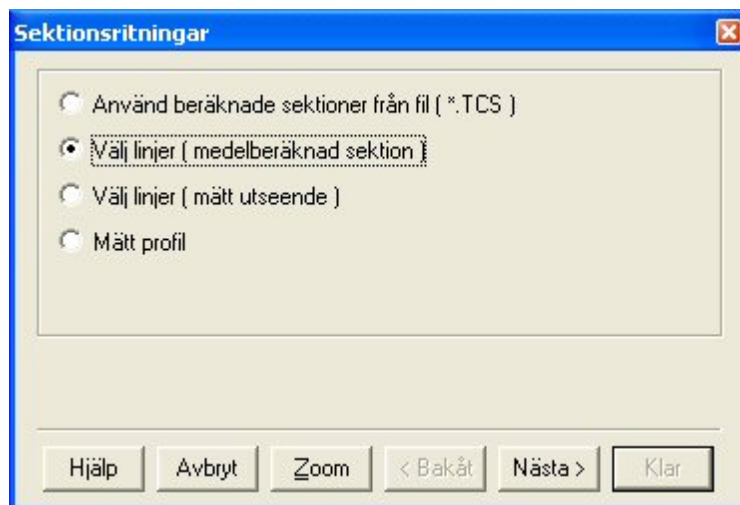 Sektionsritningar
Använd beräknade sektioner från fil ( *.TCS )
Välj linjer ( medelberäknad sektion )
Välj linjer ( mätt utseende )
Mätt profil
Hjälp Avbryt Zoom < Bakåt Nästa > Klar